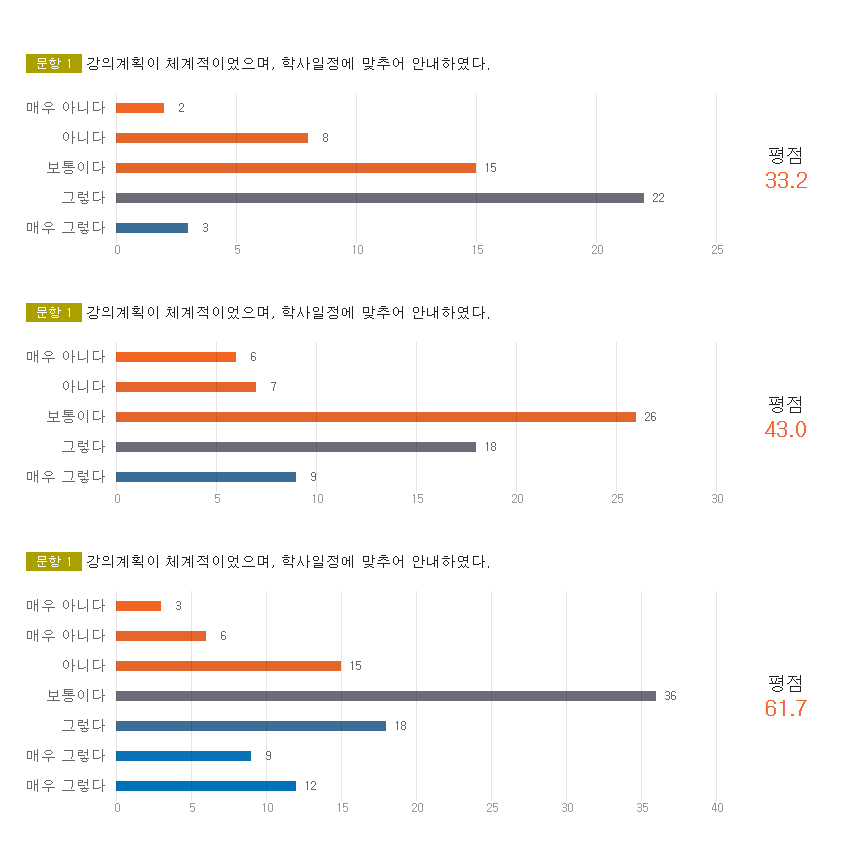 문항 1 강의계획이 체계적이었으며, 학사일정에 맞추어 안내하였다.
매우 아니다 2
아니다 8
보통이다 15
그렇다 22
매우 그렇다 3
0 5 10 15 20 25
평점
33.2
문항 1 강의계획이 체계적이었으며, 학사일정에 맞추어 안내하였다.
매우 아니다 6
아니다 7
보통이다 26
그렇다 18
매우 그렇다 9
0 5 10 15 20 25 30
평점
43.0
문항 1 강의계획이 체계적이었으며, 학사일정에 맞추어 안내하였다.
매우 아니다 3
매우 아니다 6
아니다 15
보통이다 36
그렇다 18
매우 그렇다 9
매우 그렇다 12
0 5 10 15 20 25 30 35 40
평점
61.7